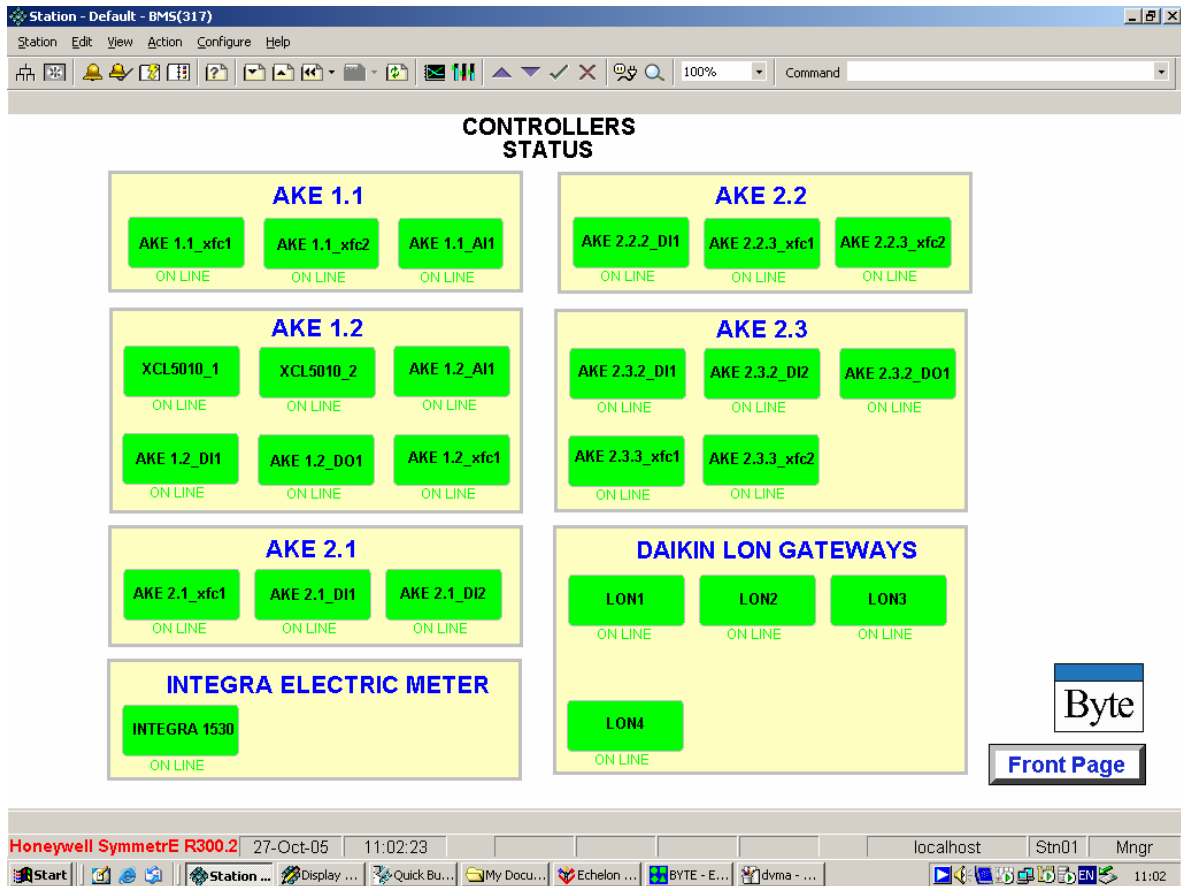 Station - Default - BMS(317)
Station Edit View Action Configure Help
100% Command
CONTROLLERS
STATUS
AKE 1.1
AKE 1.1_xfc1 AKE 1.1_xfc2 AKE 1.1_AI1
ON LINE ON LINE ON LINE
AKE 2.2
AKE 2.2.2_DI1 AKE 2.2.3_xfc1 AKE 2.2.3_xfc2
ON LINE ON LINE ON LINE
AKE 1.2
XCL5010_1 XCL5010_2 AKE 1.2_AI1
ON LINE ON LINE ON LINE
AKE 1.2_DI1 AKE 1.2_DO1 AKE 1.2_xfc1
ON LINE ON LINE ON LINE
AKE 2.3
AKE 2.3.2_DI1 AKE 2.3.2_DI2 AKE 2.3.2_DO1
ON LINE ON LINE ON LINE
AKE 2.3.3_xfc1 AKE 2.3.3_xfc2
ON LINE ON LINE
AKE 2.1
AKE 2.1_xfc1 AKE 2.1_DI1 AKE 2.1_DI2
ON LINE ON LINE ON LINE
DAIKIN LON GATEWAYS
LON1 LON2 LON3
ON LINE ON LINE ON LINE
LON4
ON LINE
INTEGRA ELECTRIC METER
INTEGRA 1530
ON LINE
Byte
Front Page
Honeywell SymmetrE R300.2 27-Oct-05 11:02:23 localhost Stn01 Mngr
Start Station ... Display ... Quick Bu... My Docu... Echelon ... BYTE - E... dvma - ... EN 11:02